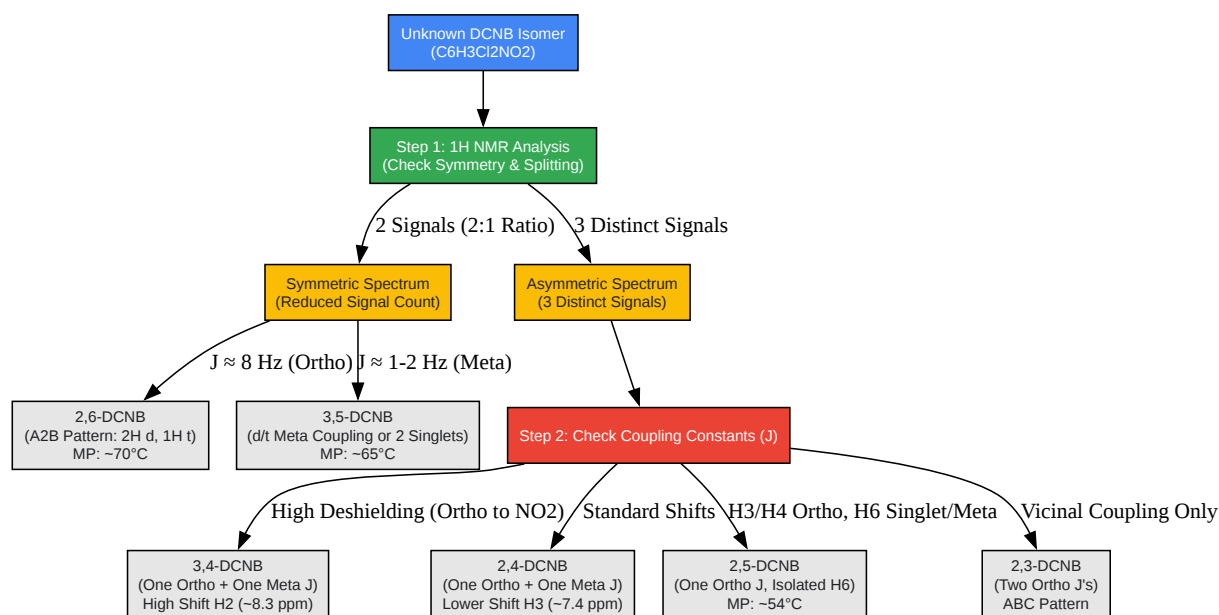 Unknown DCNB Isomer
(C6H3Cl2NO2)
Step 1: 1H NMR Analysis
(Check Symmetry & Splitting)
2 Signals (2:1 Ratio)
3 Distinct Signals
Symmetric Spectrum
(Reduced Signal Count)
Asymmetric Spectrum
(3 Distinct Signals)
J ≈ 8 Hz (Ortho)
J ≈ 1-2 Hz (Meta)
2,6-DCNB
(A2B Pattern: 2H d, 1H t)
MP: ~70°C
3,5-DCNB
(d/t Meta Coupling or 2 Singlets)
MP: ~65°C
Step 2: Check Coupling Constants (J)
High Deshielding (Ortho to NO2)
Standard Shifts
H3/H4 Ortho, H6 Singlet/Meta
Vicinal Coupling Only
3,4-DCNB
(One Ortho + One Meta J)
High Shift H2 (~8.3 ppm)
2,4-DCNB
(One Ortho + One Meta J)
Lower Shift H3 (~7.4 ppm)
2,5-DCNB
(One Ortho J, Isolated H6)
MP: ~54°C
2,3-DCNB
(Two Ortho J's)
ABC Pattern